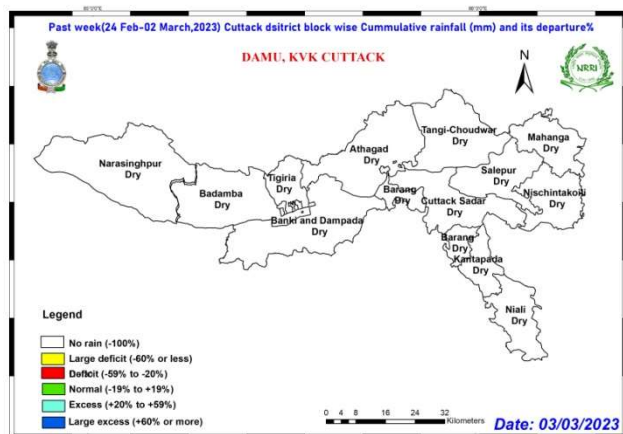 Past week(24 Feb-02 March,2023) Cuttack dsitrict block wise Cummulative rainfall (mm) and its departure%
DAMU, KVK CUTTACK
N
NRRI
Narasinghpur
Dry
Badamba
Dry
Tigiria
Dry
Athagad
Dry
Tangi-Choudwar
Dry
Mahanga
Dry
Salepur
Dry
Nischintakoili
Dry
Barang
Dry
Cuttack Sadar
Dry
Banki and Dampada
Dry
Barang
Dry
Kantapada
Dry
Niali
Dry
Legend
No rain (-100%)
Large deficit (-60% or less)
Deficit (-59% to -20%)
Normal (-19% to +19%)
Excess (+20% to +59%)
Large excess (+60% or more)
0 4 8 16 24 32
Kilometers
Date: 03/03/2023